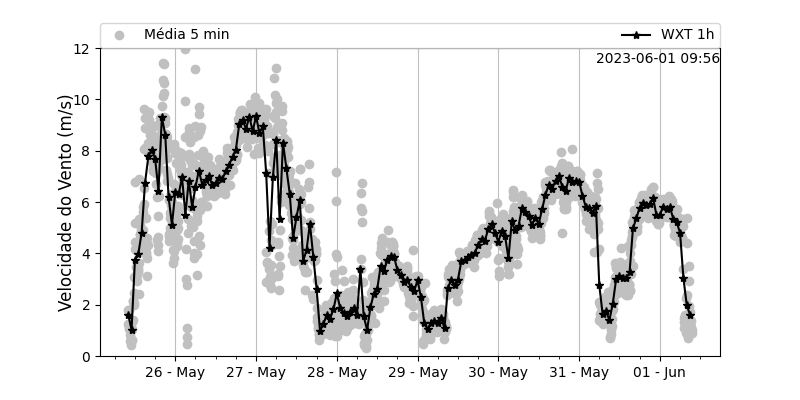 Média 5 min
WXT 1h
2023-06-01 09:56
Velocidade do Vento (m/s)
12
10
8
6
4
2
0
26 - May
27 - May
28 - May
29 - May
30 - May
31 - May
01 - Jun